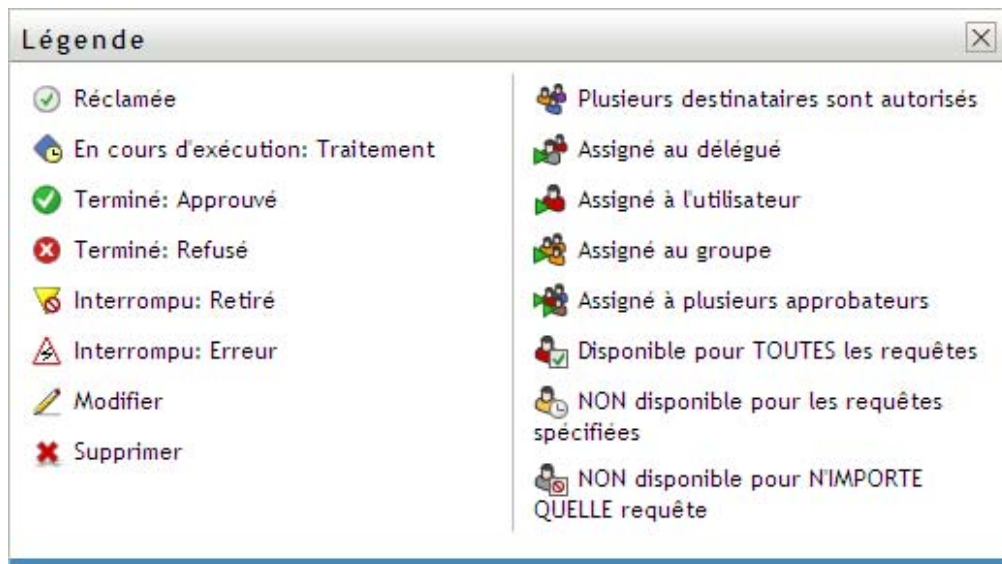 Légende
Réclamée
En cours d'exécution: Traitement
Terminé: Approuvé
Terminé: Refusé
Interrompu: Retiré
Interrompu: Erreur
Modifier
Supprimer
Plusieurs destinataires sont autorisés
Assigné au délégué
Assigné à l'utilisateur
Assigné au groupe
Assigné à plusieurs approbateurs
Disponible pour TOUTES les requêtes
NON disponible pour les requêtes
spécifiées
NON disponible pour N'IMPORTE
QUELLE requête